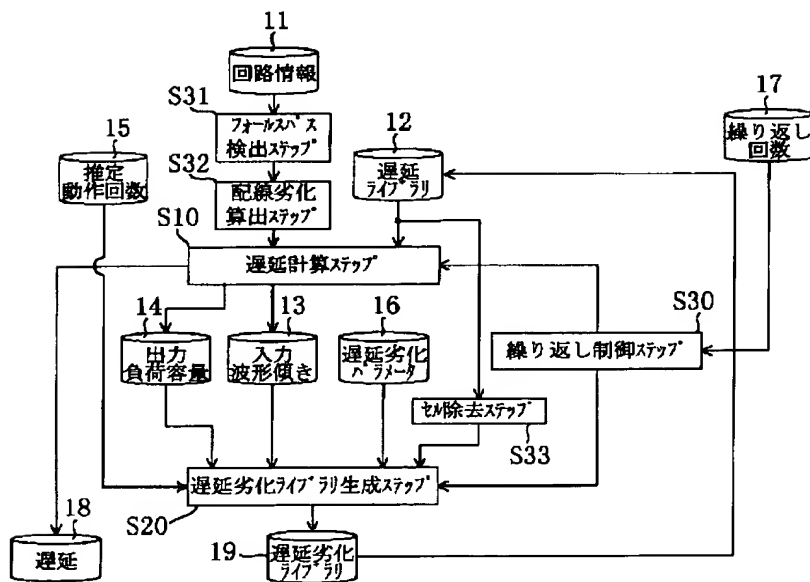 11
回路情報
S31
フォールスパス
検出ステップ
15
推定
動作回数
S32
配線劣化
算出ステップ
12
遅延
ライブラリ
17
繰り返し
回数
S10
遅延計算ステップ
14
出力
負荷容量
13
入力
波形傾き
16
遅延劣化
パラメータ
S30
繰り返し制御ステップ
セル除去ステップ
S33
遅延劣化ライブラリ生成ステップ
S20
18
遅延
19
遅延劣化
ライブラリ